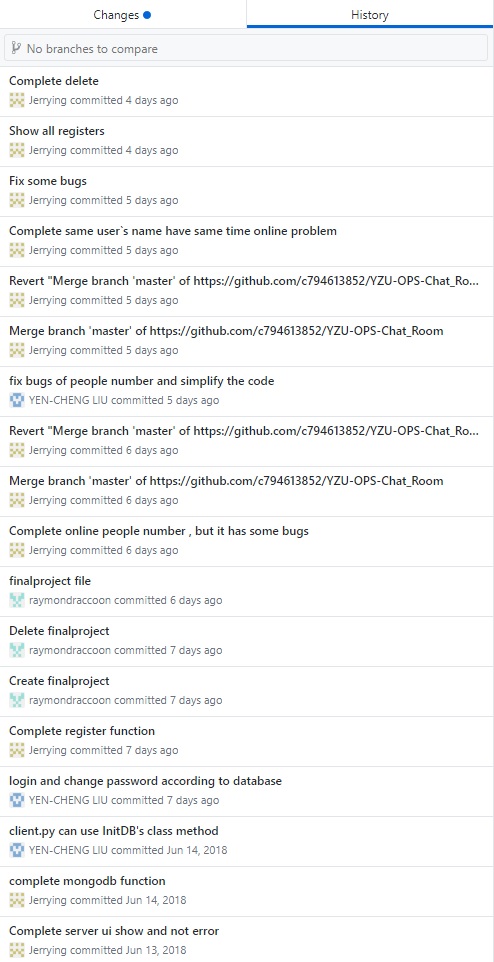 Changes
History
No branches to compare
Complete delete
Jerrying committed 4 days ago
Show all registers
Jerrying committed 4 days ago
Fix some bugs
Jerrying committed 5 days ago
Complete same user`s name have same time online problem
Jerrying committed 5 days ago
Revert "Merge branch 'master' of https://github.com/c794613852/YZU-OPS-Chat_Ro...
Jerrying committed 5 days ago
Merge branch 'master' of https://github.com/c794613852/YZU-OPS-Chat_Room
Jerrying committed 5 days ago
fix bugs of people number and simplify the code
YEN-CHENG LIU committed 5 days ago
Revert "Merge branch 'master' of https://github.com/c794613852/YZU-OPS-Chat_Ro...
Jerrying committed 6 days ago
Merge branch 'master' of https://github.com/c794613852/YZU-OPS-Chat_Room
Jerrying committed 6 days ago
Complete online people number , but it has some bugs
Jerrying committed 6 days ago
finalproject file
raymondraccoon committed 6 days ago
Delete finalproject
raymondraccoon committed 7 days ago
Create finalproject
raymondraccoon committed 7 days ago
Complete register function
Jerrying committed 7 days ago
login and change password according to database
YEN-CHENG LIU committed 7 days ago
client.py can use InitDB's class method
YEN-CHENG LIU committed Jun 14, 2018
complete mongodb function
Jerrying committed Jun 14, 2018
Complete server ui show and not error
Jerrying committed Jun 13, 2018